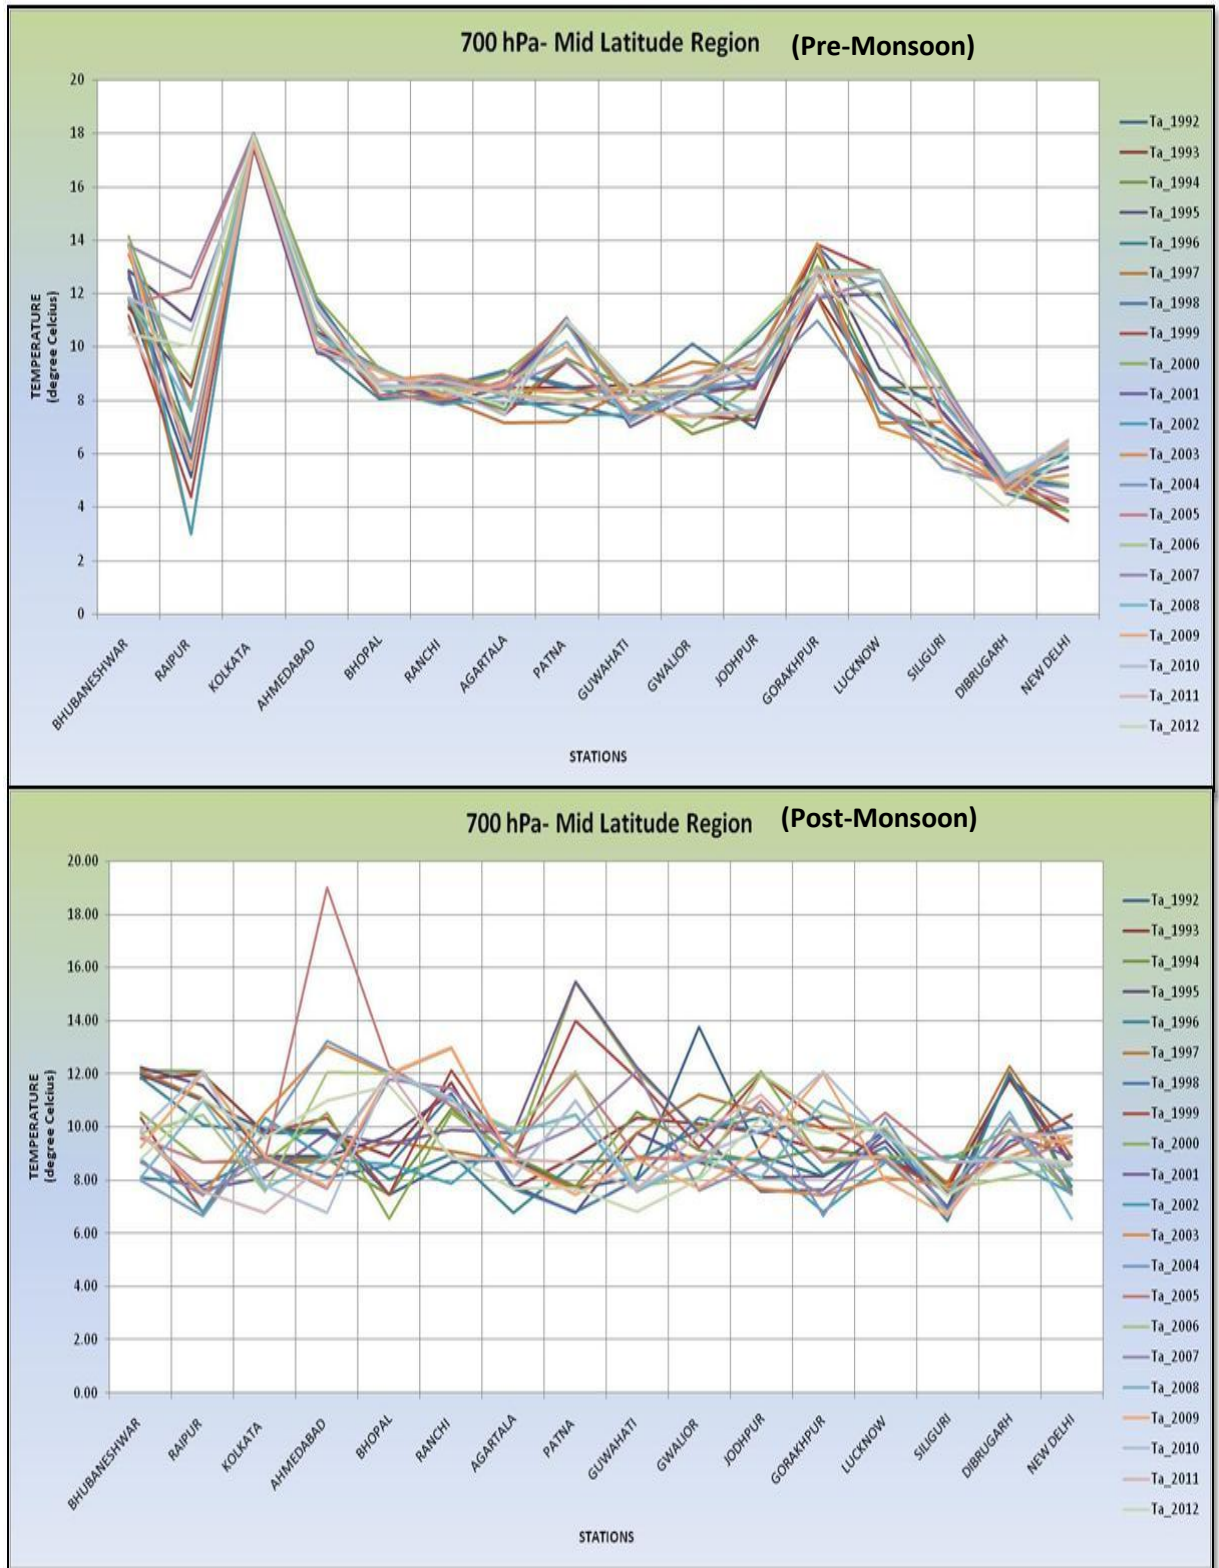 700 hPa- Mid Latitude Region (Pre-Monsoon)
20
18
16
14
12
10
8
6
4
2
0
TEMPERATURE
(degree Celcius)
BHUBANESHWAR
RAIPUR
KOLKATA
AHMEDABAD
BHOPAL
RANCHI
AGARTALA
PATNA
GUWAHATI
GWALIOR
JODHPUR
GORAKHPUR
LUCKNOW
SILIGURI
DIBRUGARH
NEW DELHI
STATIONS
Ta_1992
Ta_1993
Ta_1994
Ta_1995
Ta_1996
Ta_1997
Ta_1998
Ta_1999
Ta_2000
Ta_2001
Ta_2002
Ta_2003
Ta_2004
Ta_2005
Ta_2006
Ta_2007
Ta_2008
Ta_2009
Ta_2010
Ta_2011
Ta_2012
700 hPa- Mid Latitude Region (Post-Monsoon)
20.00
18.00
16.00
14.00
12.00
10.00
8.00
6.00
4.00
2.00
0.00
TEMPERATURE
(degree Celcius)
BHUBANESHWAR
RAIPUR
KOLKATA
AHMEDABAD
BHOPAL
RANCHI
AGARTALA
PATNA
GUWAHATI
GWALIOR
JODHPUR
GORAKHPUR
LUCKNOW
SILIGURI
DIBRUGARH
NEW DELHI
STATIONS
Ta_1992
Ta_1993
Ta_1994
Ta_1995
Ta_1996
Ta_1997
Ta_1998
Ta_1999
Ta_2000
Ta_2001
Ta_2002
Ta_2003
Ta_2004
Ta_2005
Ta_2006
Ta_2007
Ta_2008
Ta_2009
Ta_2010
Ta_2011
Ta_2012